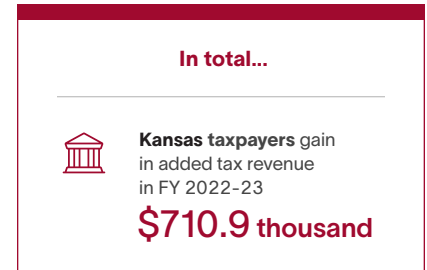 In total...
Kansas taxpayers gain
in added tax revenue
in FY 2022-23
$710.9 thousand